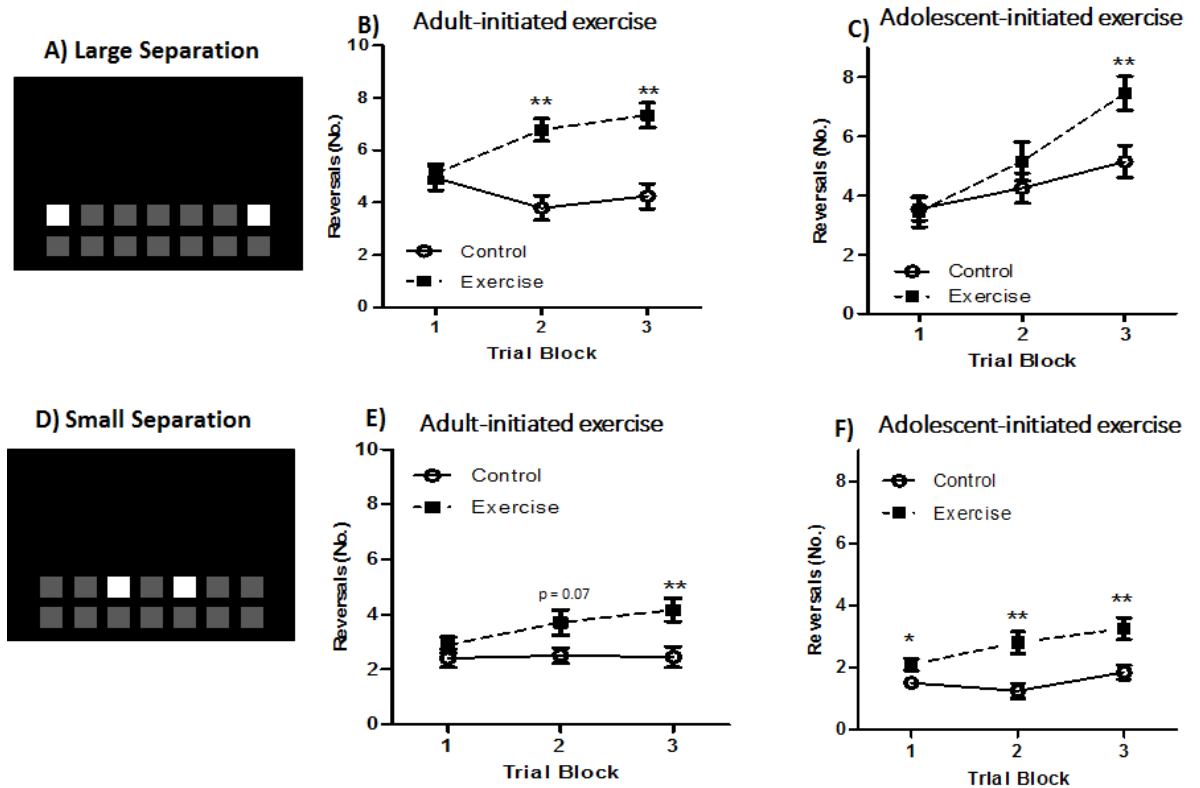 A) Large Separation
B) Adult-initiated exercise
10
8
6
4
2
0
Reversals (No.)
**
**
Control
Exercise
1 2 3
Trial Block
C) Adolescent-initiated exercise
8
6
4
2
0
Reversals (No.)
**
Control
Exercise
1 2 3
Trial Block
D) Small Separation
E) Adult-initiated exercise
10
8
6
4
2
0
Reversals (No.)
Control
Exercise
p = 0.07
**
1 2 3
Trial Block
F) Adolescent-initiated exercise
8
6
4
2
0
Reversals (No.)
Control
Exercise
*
**
**
1 2 3
Trial Block